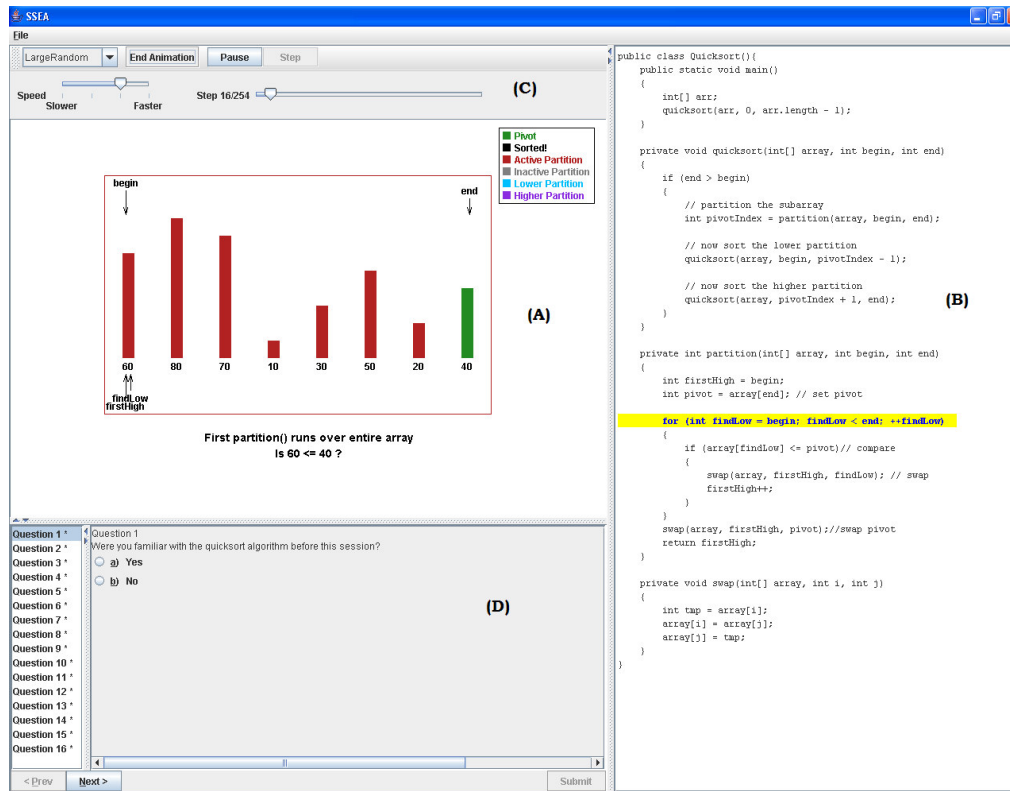 SSEA
File
LargeRandom End Animation Pause Step
Speed Slower Faster Step 16/254 (C)
Pivot
Sorted!
Active Partition
Inactive Partition
Lower Partition
Higher Partition
begin end
60 80 70 10 30 50 20 40
findLow
firstHigh
(A)
First partition() runs over entire array
Is 60 <= 40 ?
Question 1 *
Question 2 *
Question 3 *
Question 4 *
Question 5 *
Question 6 *
Question 7 *
Question 8 *
Question 9 *
Question 10 *
Question 11 *
Question 12 *
Question 13 *
Question 14 *
Question 15 *
Question 16 *
Question 1
Were you familiar with the quicksort algorithm before this session?
a) Yes
b) No
(D)
< Prev Next > Submit
public class Quicksort(){
public static void main()
{
int[] arr;
quicksort(arr, 0, arr.length - 1);
}
private void quicksort(int[] array, int begin, int end)
{
if (end > begin)
{
// partition the subarray
int pivotIndex = partition(array, begin, end);
// now sort the lower partition
quicksort(array, begin, pivotIndex - 1);
// now sort the higher partition
quicksort(array, pivotIndex + 1, end);
}
}
(B)
private int partition(int[] array, int begin, int end)
{
int firstHigh = begin;
int pivot = array[end]; // set pivot
for (int findLow = begin; findLow < end; ++findLow)
{
if (array[findLow] <= pivot)// compare
{
swap(array, firstHigh, findLow); // swap
firstHigh++;
}
}
swap(array, firstHigh, pivot);//swap pivot
return firstHigh;
}
private void swap(int[] array, int i, int j)
{
int tmp = array[i];
array[i] = array[j];
array[j] = tmp;
}
}